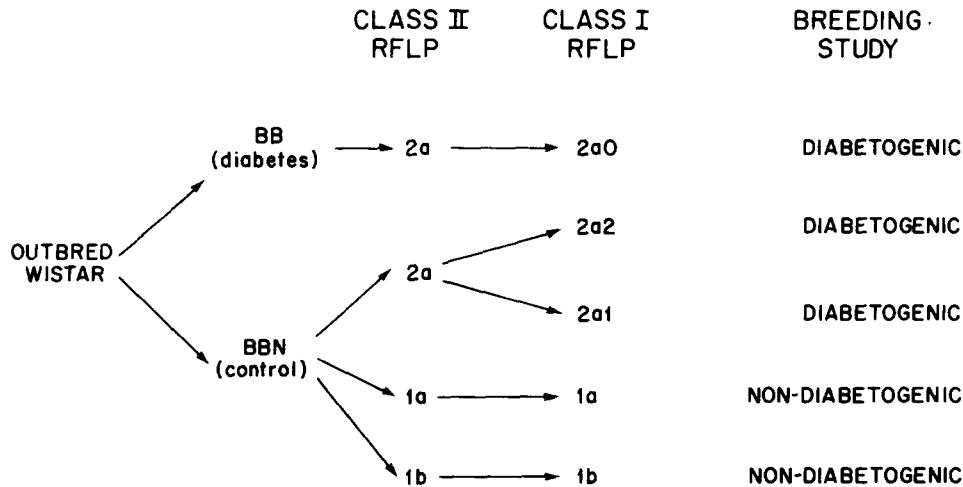 CLASS II CLASS I BREEDING
RFLP RFLP STUDY
BB
(diabetes)
2a 2a0 DIABETOGENIC
2a2 DIABETOGENIC
OUTBRED
WISTAR
2a
2a1 DIABETOGENIC
BBN
(control)
1a 1a NON-DIABETOGENIC
1b 1b NON-DIABETOGENIC